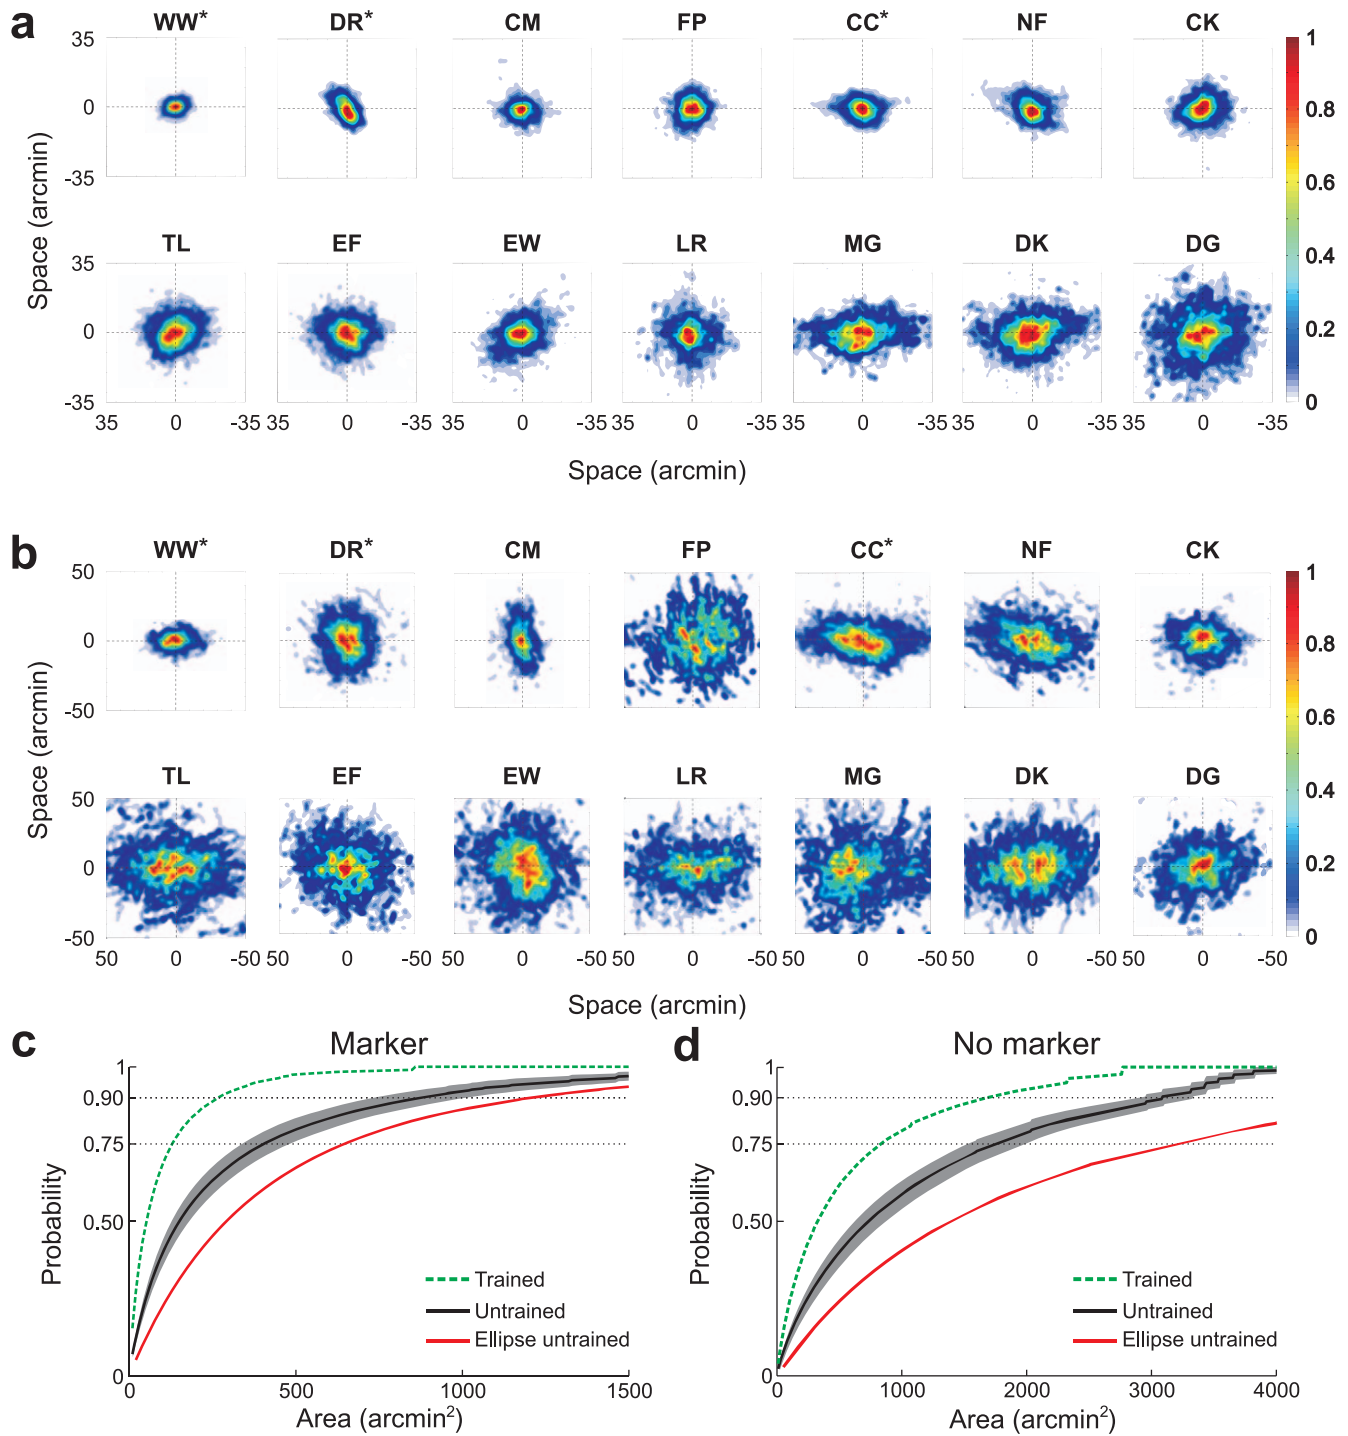 a
WW* DR* CM FP CC* NF CK
35
0
-35
Space (arcmin)
1
0.8
0.6
0.4
0.2
0
TL EF EW LR MG DK DG
35
0
-35
35 0 -35 35 0 -35 35 0 -35 35 0 -35 35 0 -35 35 0 -35 35 0 -35
Space (arcmin)
b
WW* DR* CM FP CC* NF CK
50
0
-50
Space (arcmin)
1
0.8
0.6
0.4
0.2
0
TL EF EW LR MG DK DG
50
0
-50
50 0 -50 50 0 -50 50 0 -50 50 0 -50 50 0 -50 50 0 -50 50 0 -50
Space (arcmin)
c Marker
1
0.90
0.75
0.50
0
Probability
Trained
Untrained
Ellipse untrained
0 500 1000 1500
Area (arcmin²)
d No marker
1
0.90
0.75
0.50
0
Probability
Trained
Untrained
Ellipse untrained
0 1000 2000 3000 4000
Area (arcmin²)